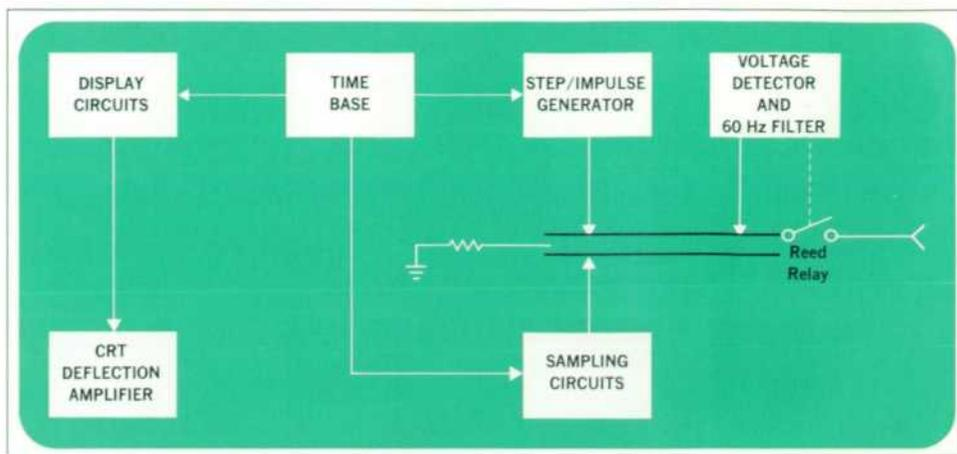 DISPLAY
CIRCUITS
TIME
BASE
STEP/IMPULSE
GENERATOR
VOLTAGE
DETECTOR
AND
60 Hz FILTER
Reed
Relay
CRT
DEFLECTION
AMPLIFIER
SAMPLING
CIRCUITS